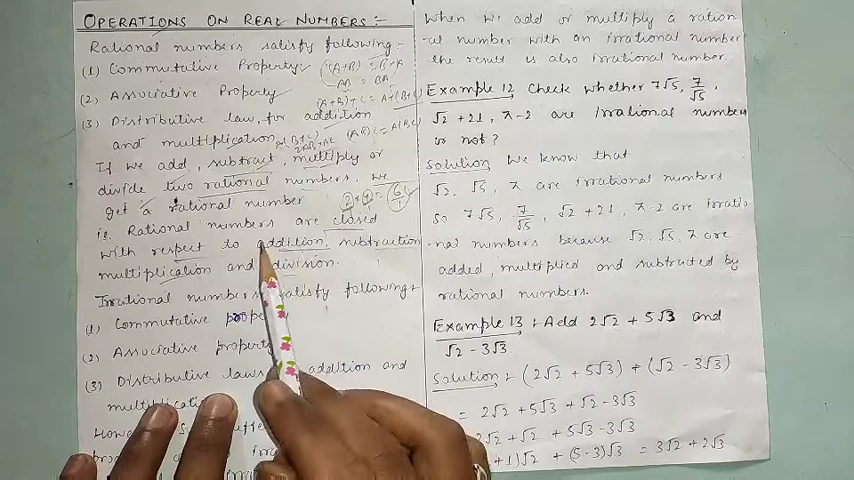 OPERATIONS ON REAL NUMBERS :-
Rational numbers satisfy following :-
(1) Commutative Property (A+B) = B+A
AB = BA
(2) Associative Property
(A+B)+C = A+(B+C)
(3) Distributive law, for addition
and multiplication A(B+C) (AB)C = A(BC)
AB+AC
If we add, subtract, multiply or
divide two rational numbers. we
get a rational number
ie. Rational numbers are closed
with respect to addition, subtraction
multiplication and division.
Irrational numbers satisfy following :-
(1) Commutative
(2) Associative property
(3) Distributive laws addition and
However
When we add or multiply a ration-
al number with an irrational number
the result is also irrational number.
Example 12 Check whether 7√5, 7/√5,
√2 + 21, π-2 are irrational numbers
or not?
Solution We know that
√2, √5, π are irrational numbers
so 7√5, 7/√5, √2 + 21, π-2 are irratio-
nal numbers because √2, √5, π are
added, multiplied and subtracted by
rational numbers.
Example 13 :- Add 2√2 + 5√3 and
√2 - 3√3
Solution :- (2√2 + 5√3) + (√2 - 3√3)
= 2√2 + 5√3 + √2 - 3√3
2√2 + √2 + 5√3 - 3√3
+1)√2 + (5-3)√3 = 3√2 + 2√3